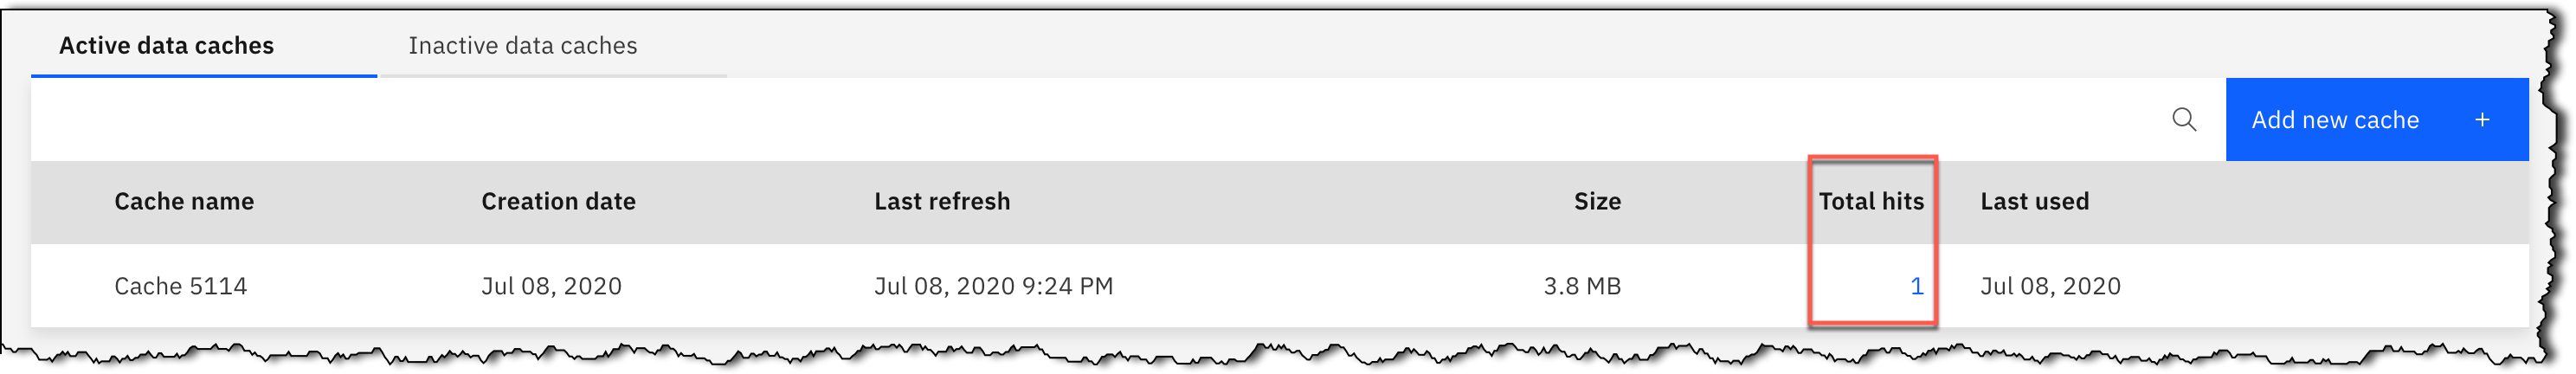 Active data caches Inactive data caches
Add new cache +
Cache name Creation date Last refresh Size Total hits Last used
Cache 5114 Jul 08, 2020 Jul 08, 2020 9:24 PM 3.8 MB 1 Jul 08, 2020